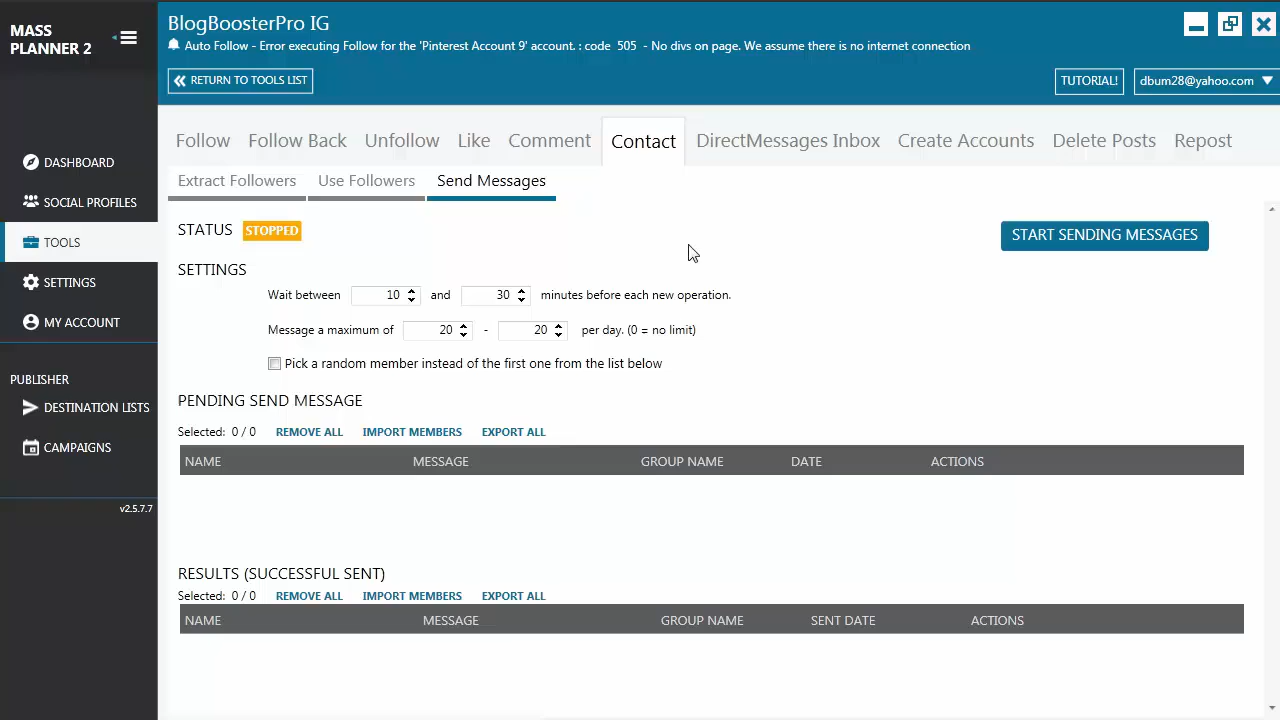 MASS
PLANNER 2
BlogBoosterPro IG
Auto Follow - Error executing Follow for the 'Pinterest Account 9' account. : code 505 - No divs on page. We assume there is no internet connection
RETURN TO TOOLS LIST
TUTORIAL!
dbum28@yahoo.com
DASHBOARD
SOCIAL PROFILES
TOOLS
SETTINGS
MY ACCOUNT
PUBLISHER
DESTINATION LISTS
CAMPAIGNS
v2.5.7.7
Follow Follow Back Unfollow Like Comment Contact DirectMessages Inbox Create Accounts Delete Posts Repost
Extract Followers Use Followers Send Messages
STATUS STOPPED
START SENDING MESSAGES
SETTINGS
Wait between 10 and 30 minutes before each new operation.
Message a maximum of 20 - 20 per day. (0 = no limit)
Pick a random member instead of the first one from the list below
PENDING SEND MESSAGE
Selected: 0 / 0 REMOVE ALL IMPORT MEMBERS EXPORT ALL
NAME MESSAGE GROUP NAME DATE ACTIONS
RESULTS (SUCCESSFUL SENT)
Selected: 0 / 0 REMOVE ALL IMPORT MEMBERS EXPORT ALL
NAME MESSAGE GROUP NAME SENT DATE ACTIONS